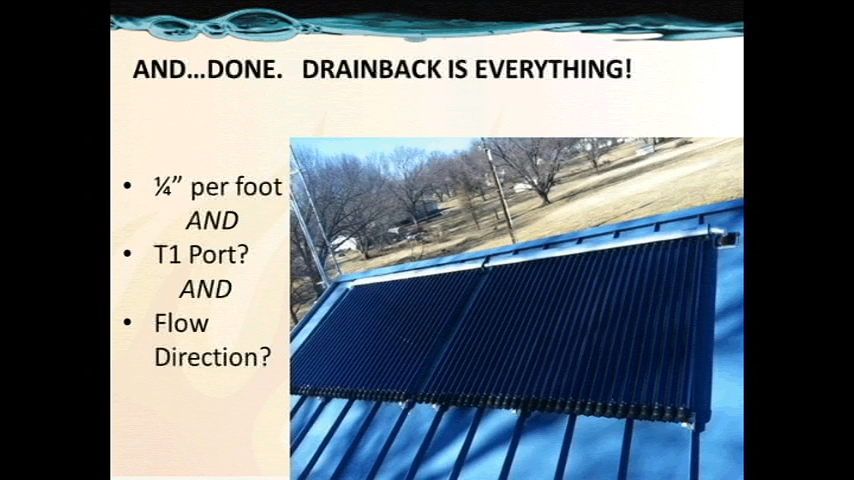 AND...DONE.   DRAINBACK IS EVERYTHING!
• ¼” per foot
AND
• T1 Port?
AND
• Flow
Direction?